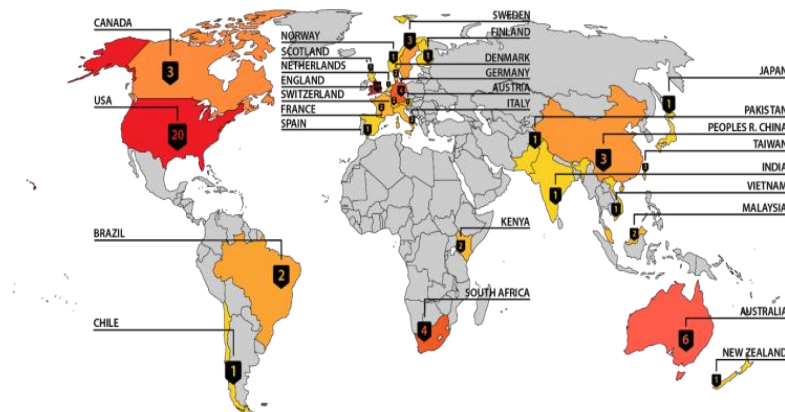 CANADA
3
USA
20
BRAZIL
2
CHILE
1
NORWAY
SCOTLAND
NETHERLANDS
ENGLAND
SWITZERLAND
FRANCE
SPAIN
1
SWEDEN
FINLAND
DENMARK
GERMANY
AUSTRIA
ITALY
3
1
4
KENYA
2
SOUTH AFRICA
4
JAPAN
1
PAKISTAN
1
PEOPLES R. CHINA
3
TAIWAN
INDIA
1
VIETNAM
1
MALAYSIA
2
AUSTRALIA
6
NEW ZEALAND
1